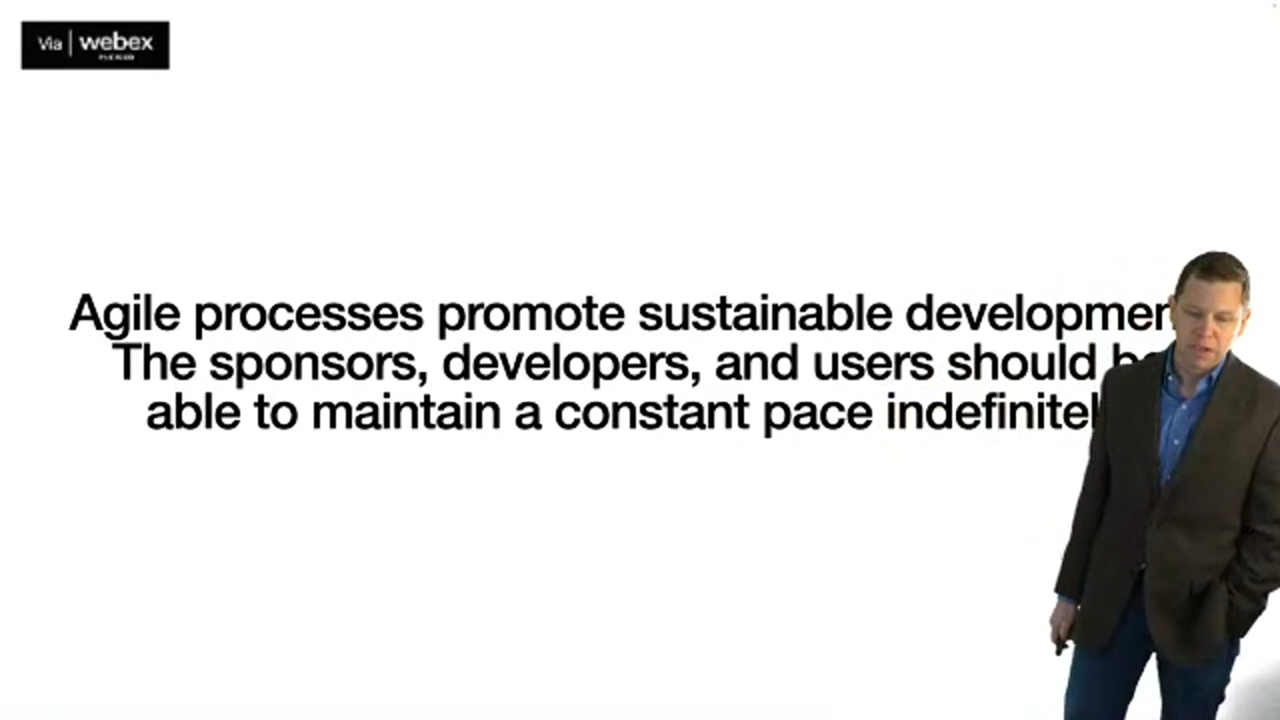 Via | webex
Agile processes promote sustainable developmen
The sponsors, developers, and users should b
able to maintain a constant pace indefinitel